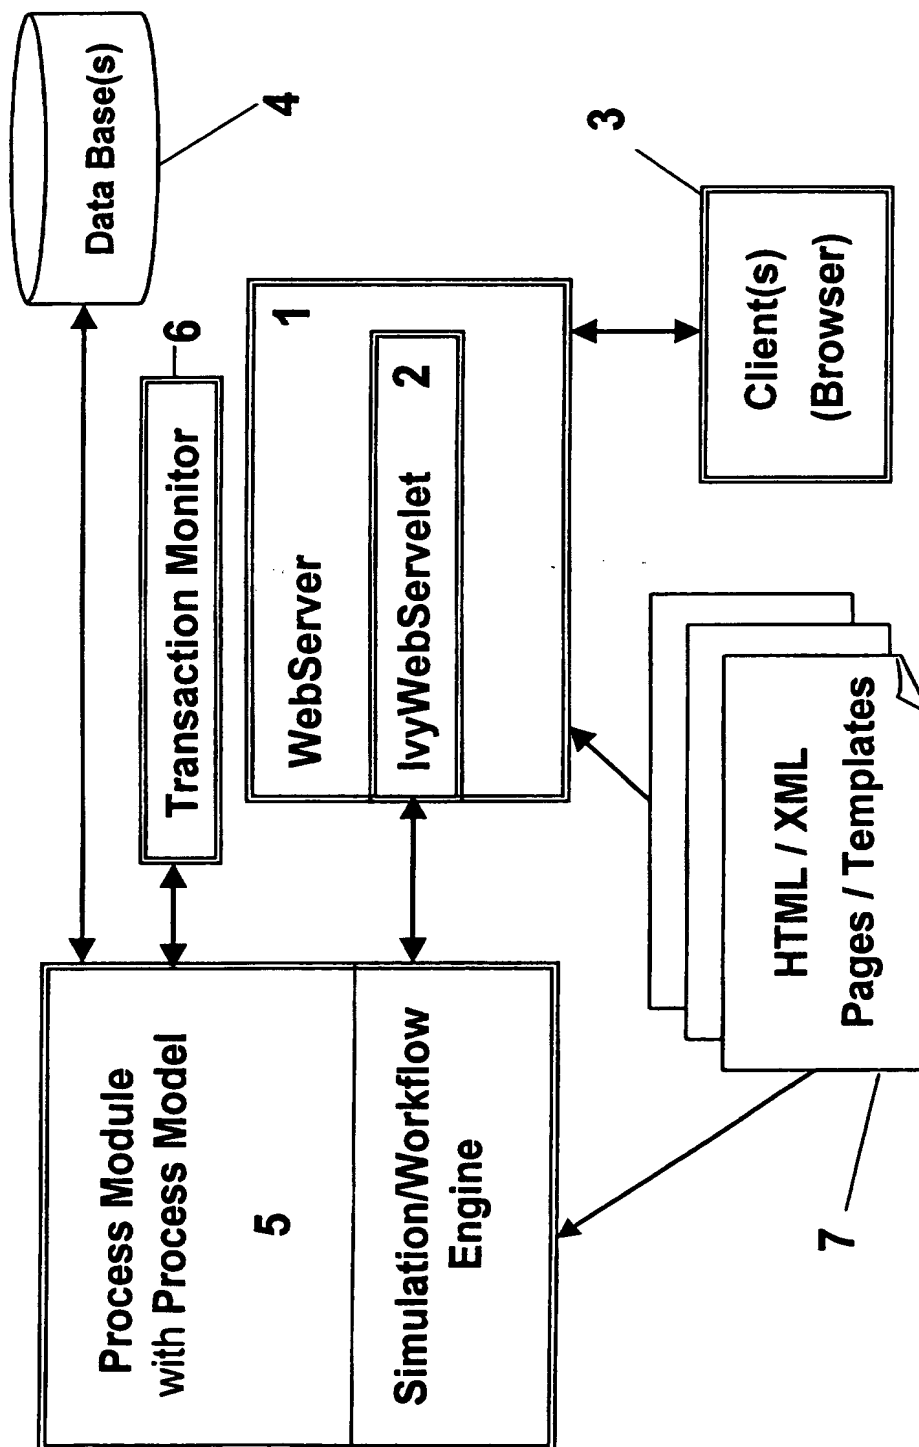 Process Module
with Process Model
5
Simulation/Workflow
Engine
Data Base(s)
4
Transaction Monitor
6
WebServer
1
IvyWebServelet
2
Client(s)
(Browser)
3
HTML / XML
Pages / Templates
7